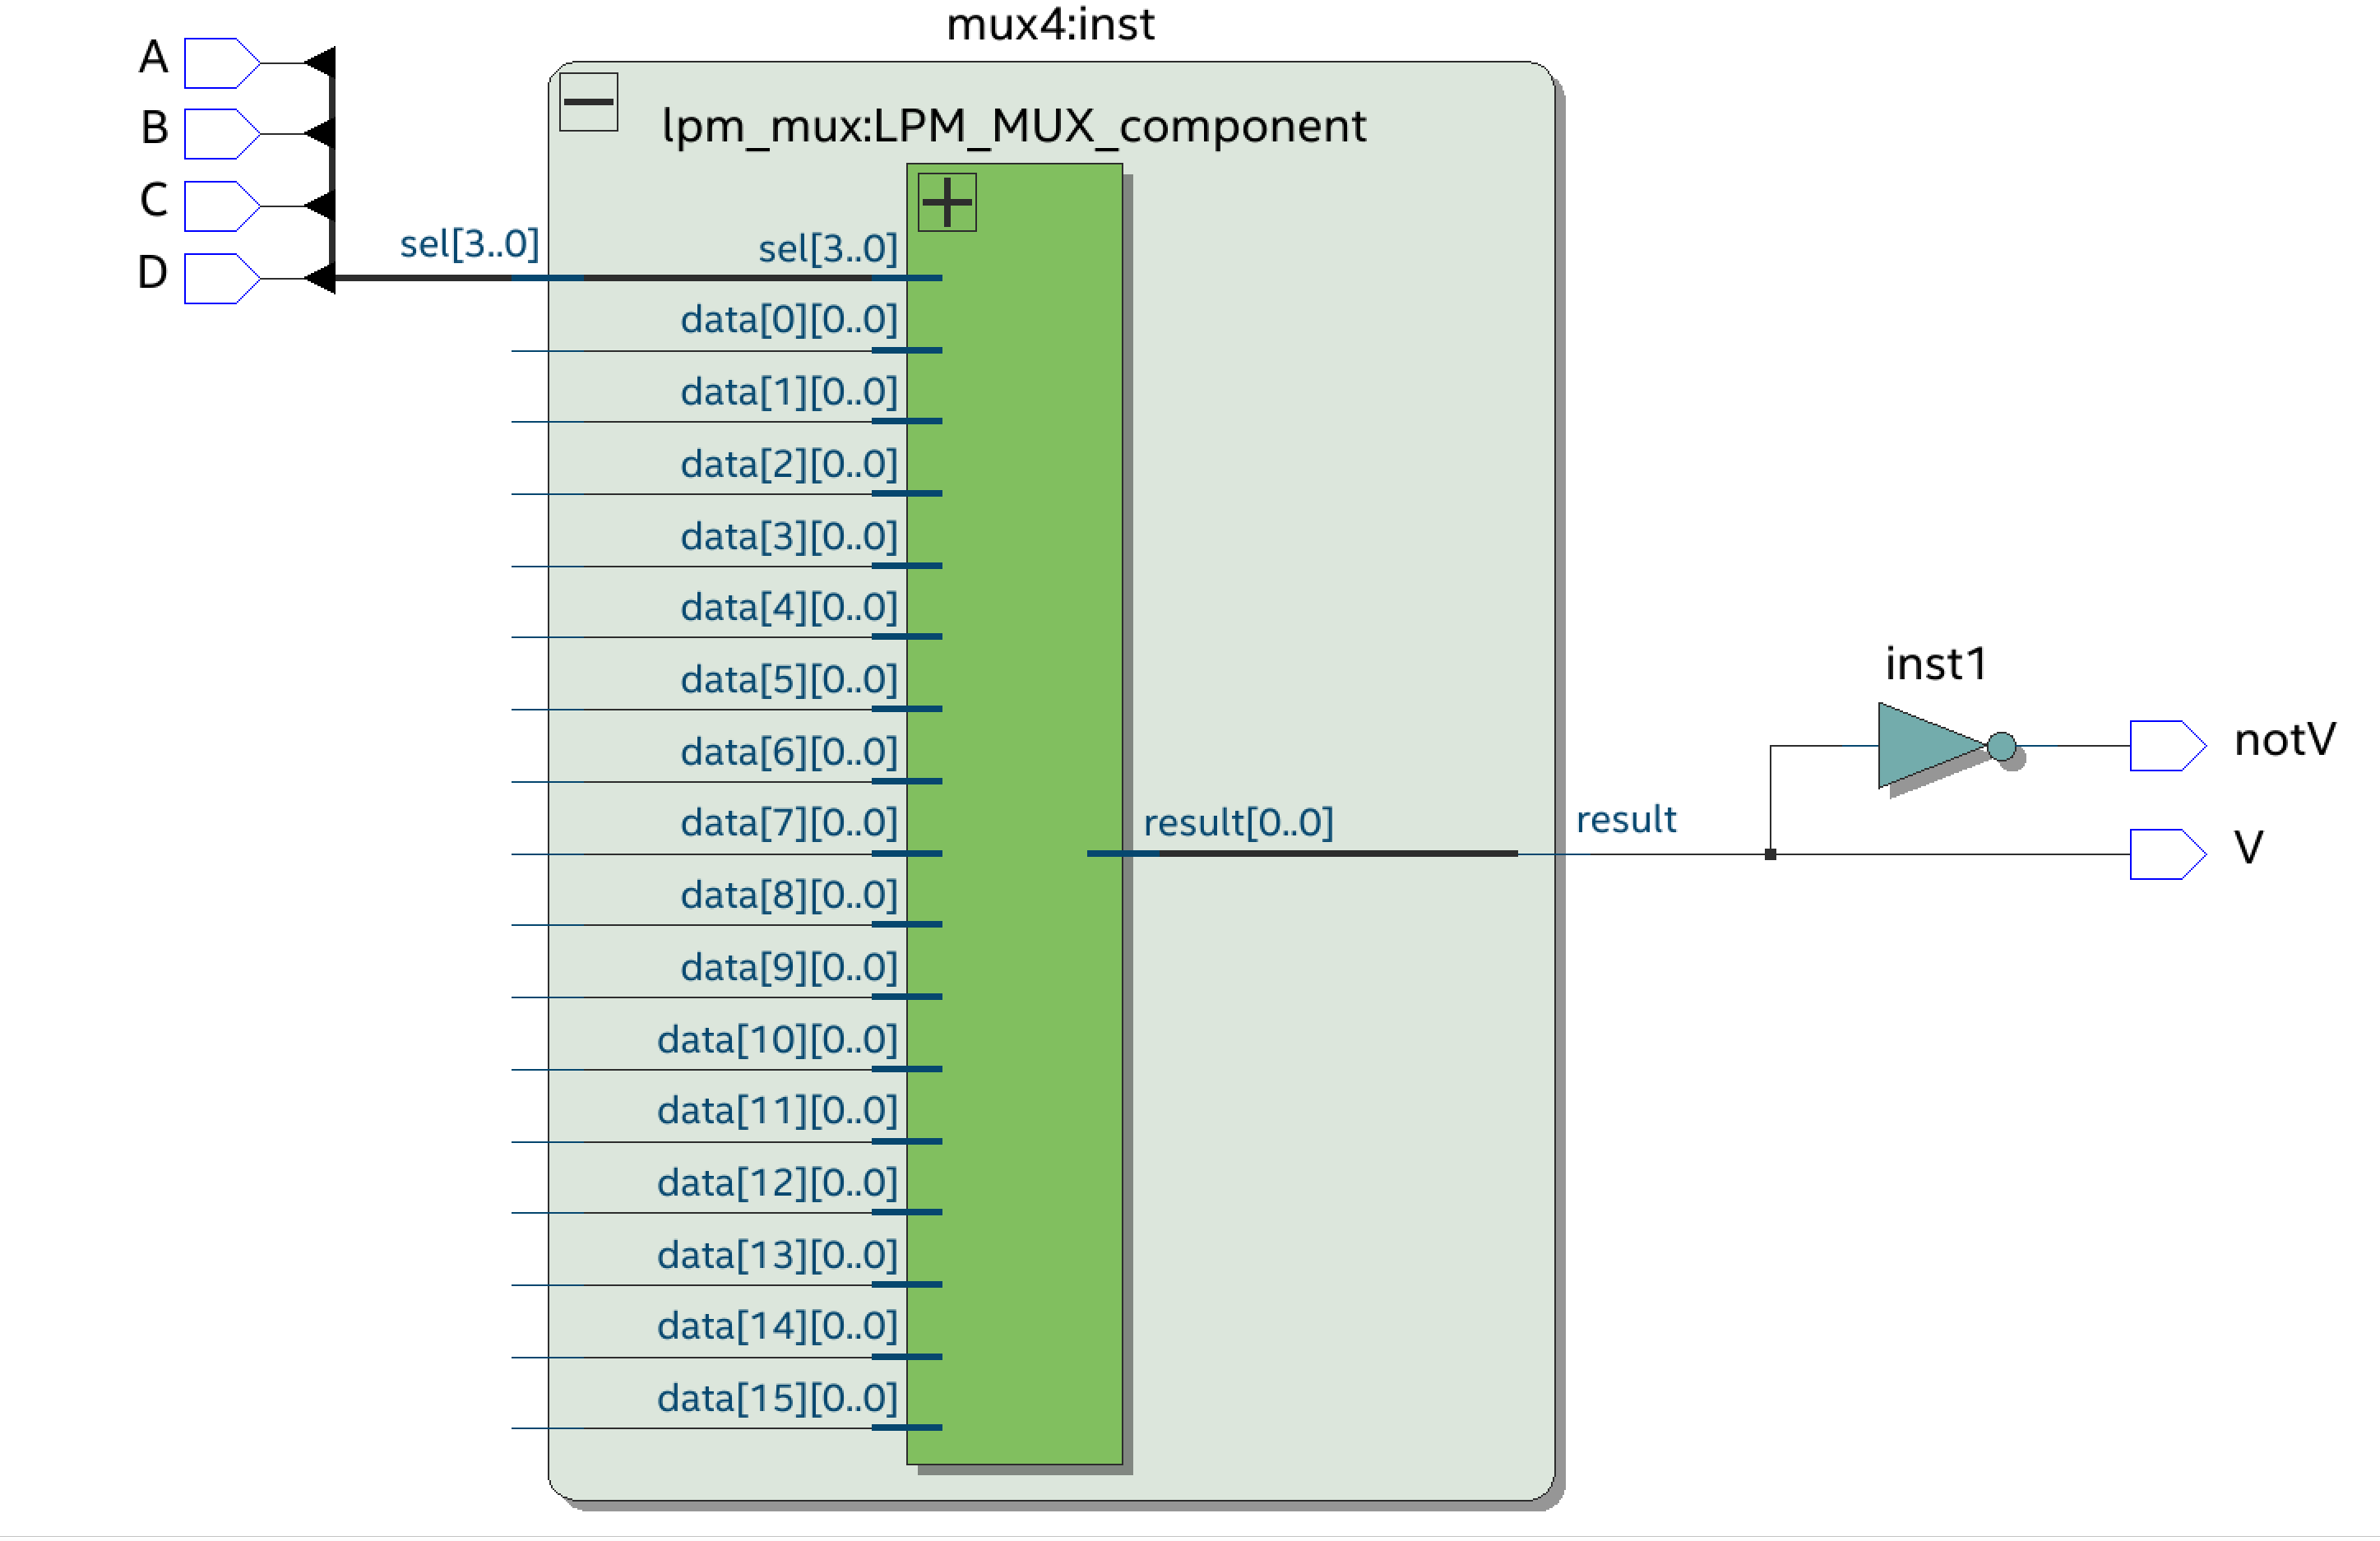 mux4:inst
A
B
C
D
lpm_mux:LPM_MUX_component
sel[3..0]
sel[3..0]
data[0][0..0]
data[1][0..0]
data[2][0..0]
data[3][0..0]
data[4][0..0]
data[5][0..0]
data[6][0..0]
data[7][0..0]
data[8][0..0]
data[9][0..0]
data[10][0..0]
data[11][0..0]
data[12][0..0]
data[13][0..0]
data[14][0..0]
data[15][0..0]
result[0..0]
result
inst1
notV
V